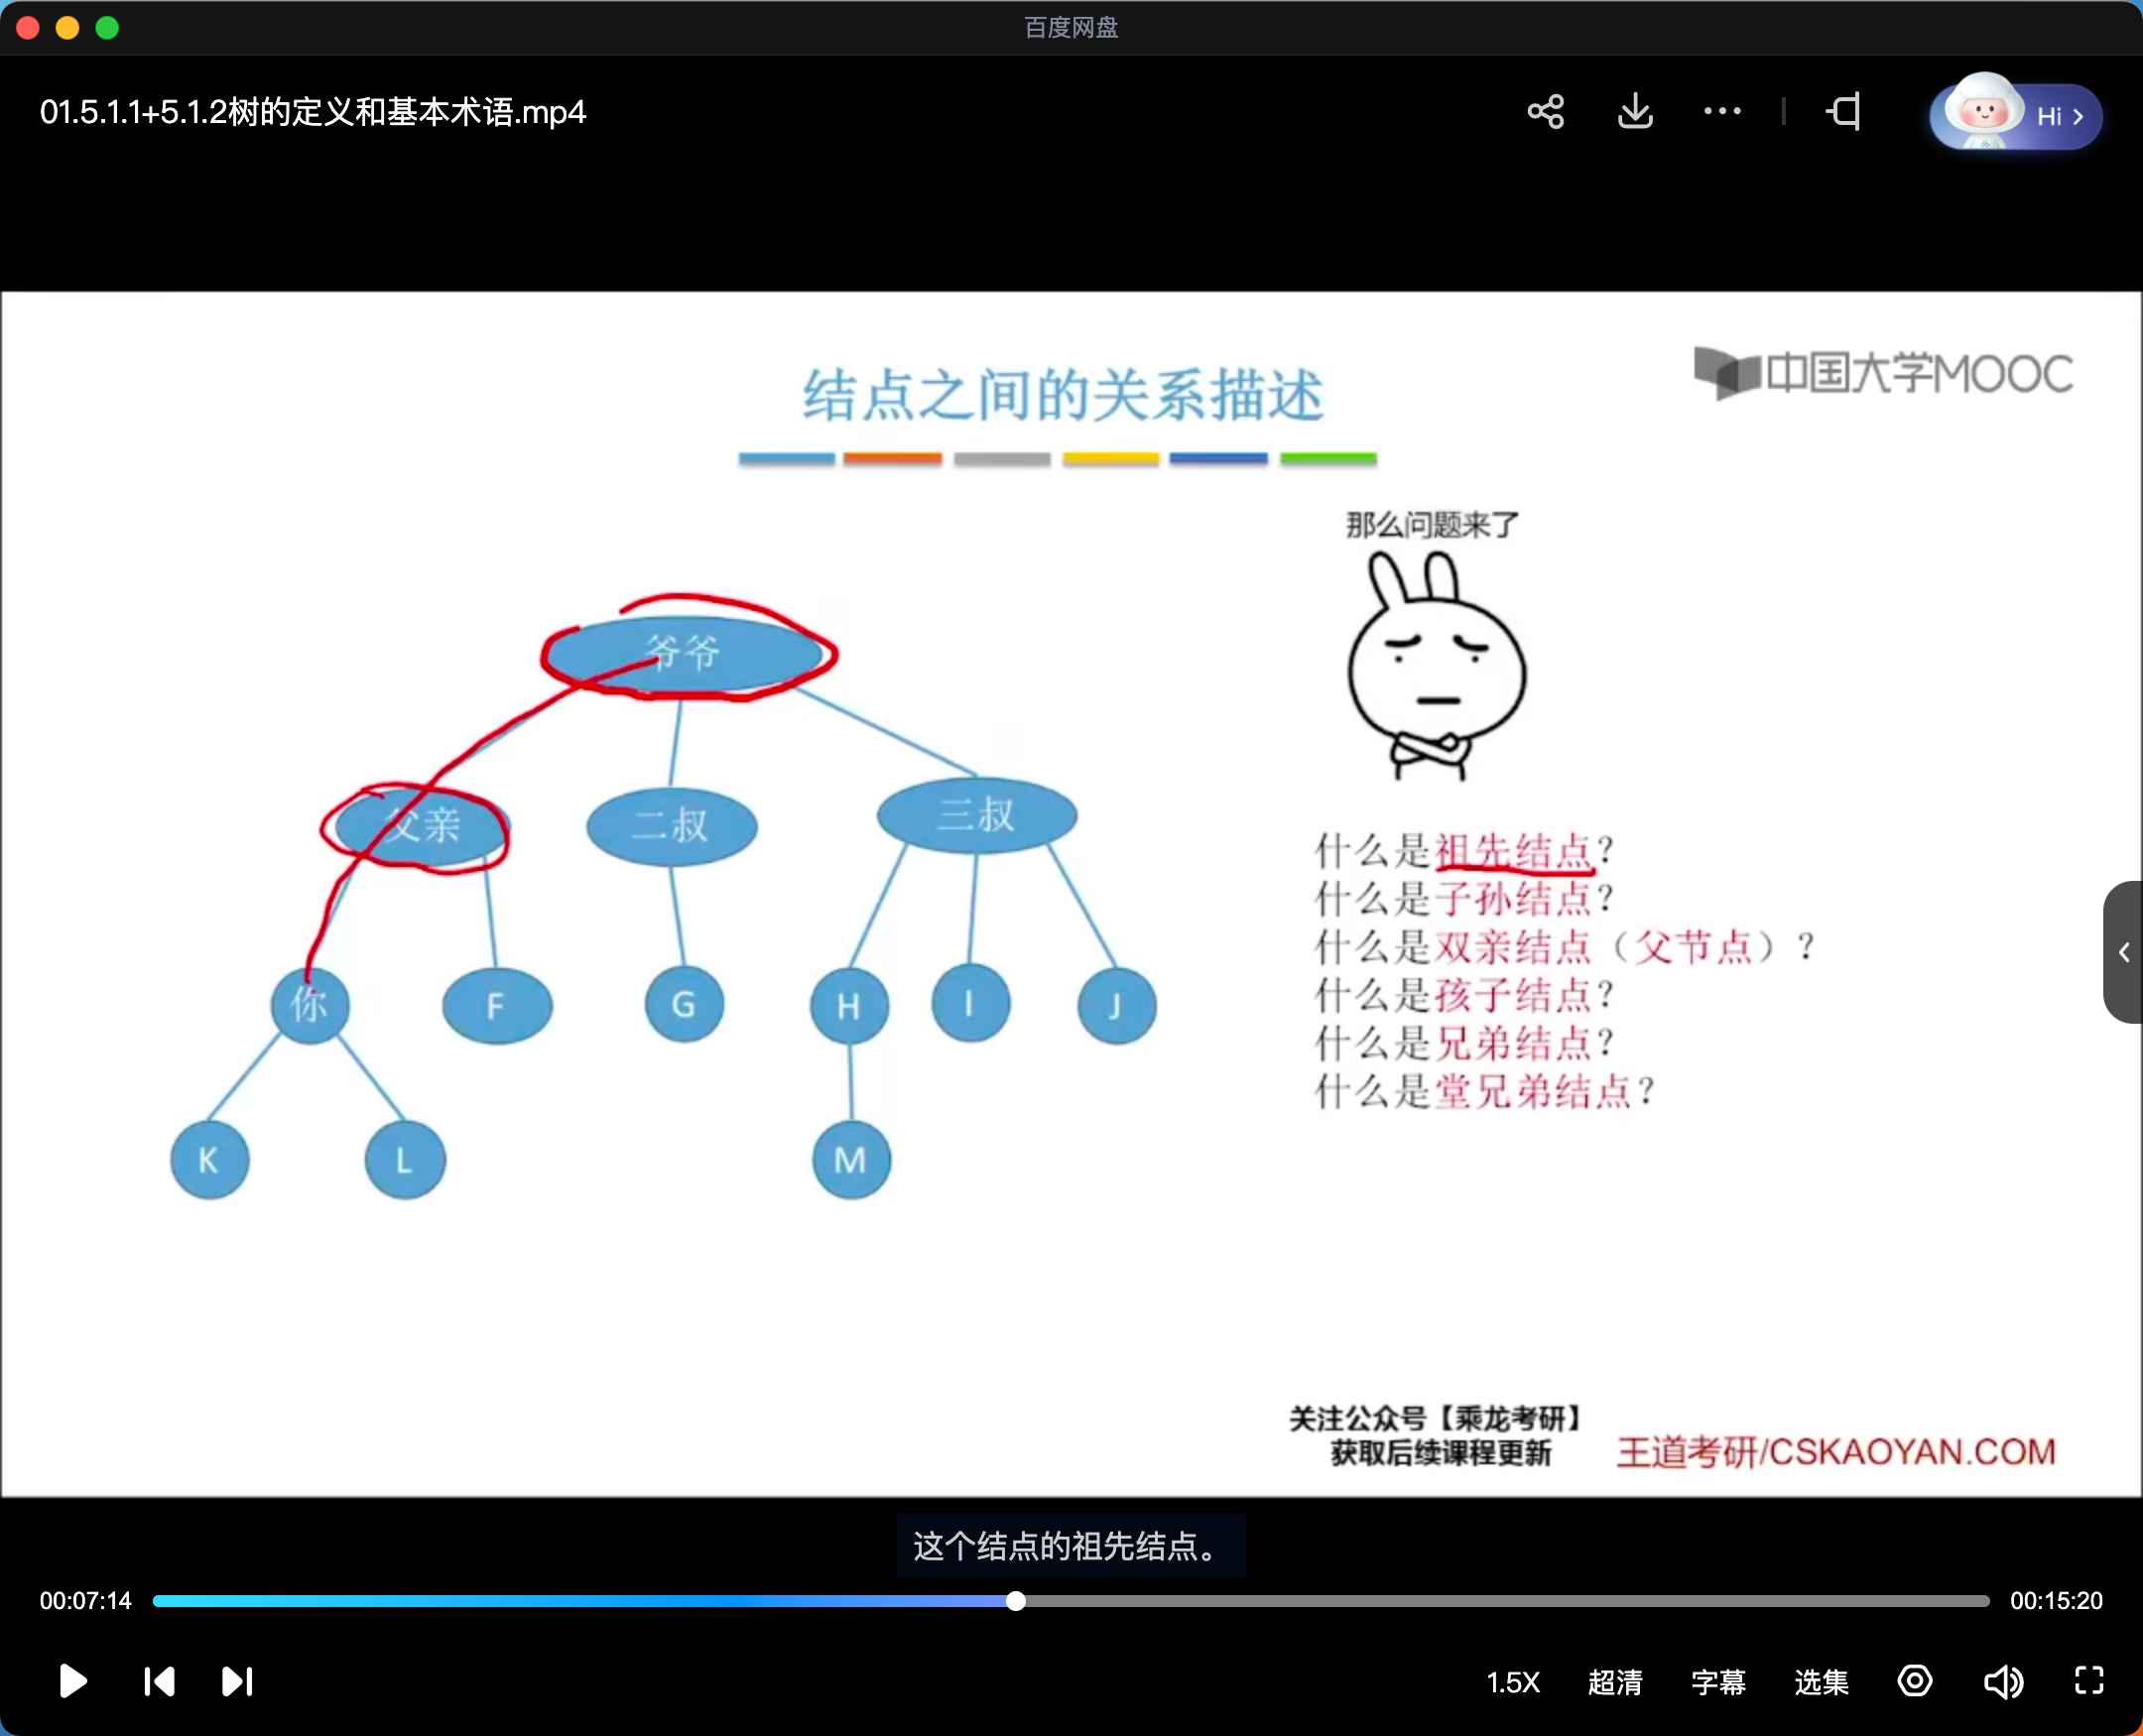 百度网盘
01.5.1.1+5.1.2树的定义和基本术语.mp4
Hi
中国大学MOOC
结点之间的关系描述
那么问题来了
爷爷
父亲
二叔
三叔
你
F
G
H
I
J
K
L
M
什么是祖先结点?
什么是子孙结点?
什么是双亲结点（父节点）?
什么是孩子结点?
什么是兄弟结点?
什么是堂兄弟结点?
关注公众号【乘龙考研】
获取后续课程更新
王道考研/CSKAOYAN.COM
这个结点的祖先结点。
00:07:14
00:15:20
1.5X
超清
字幕
选集